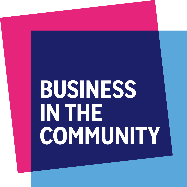 BUSINESS
IN THE
COMMUNITY